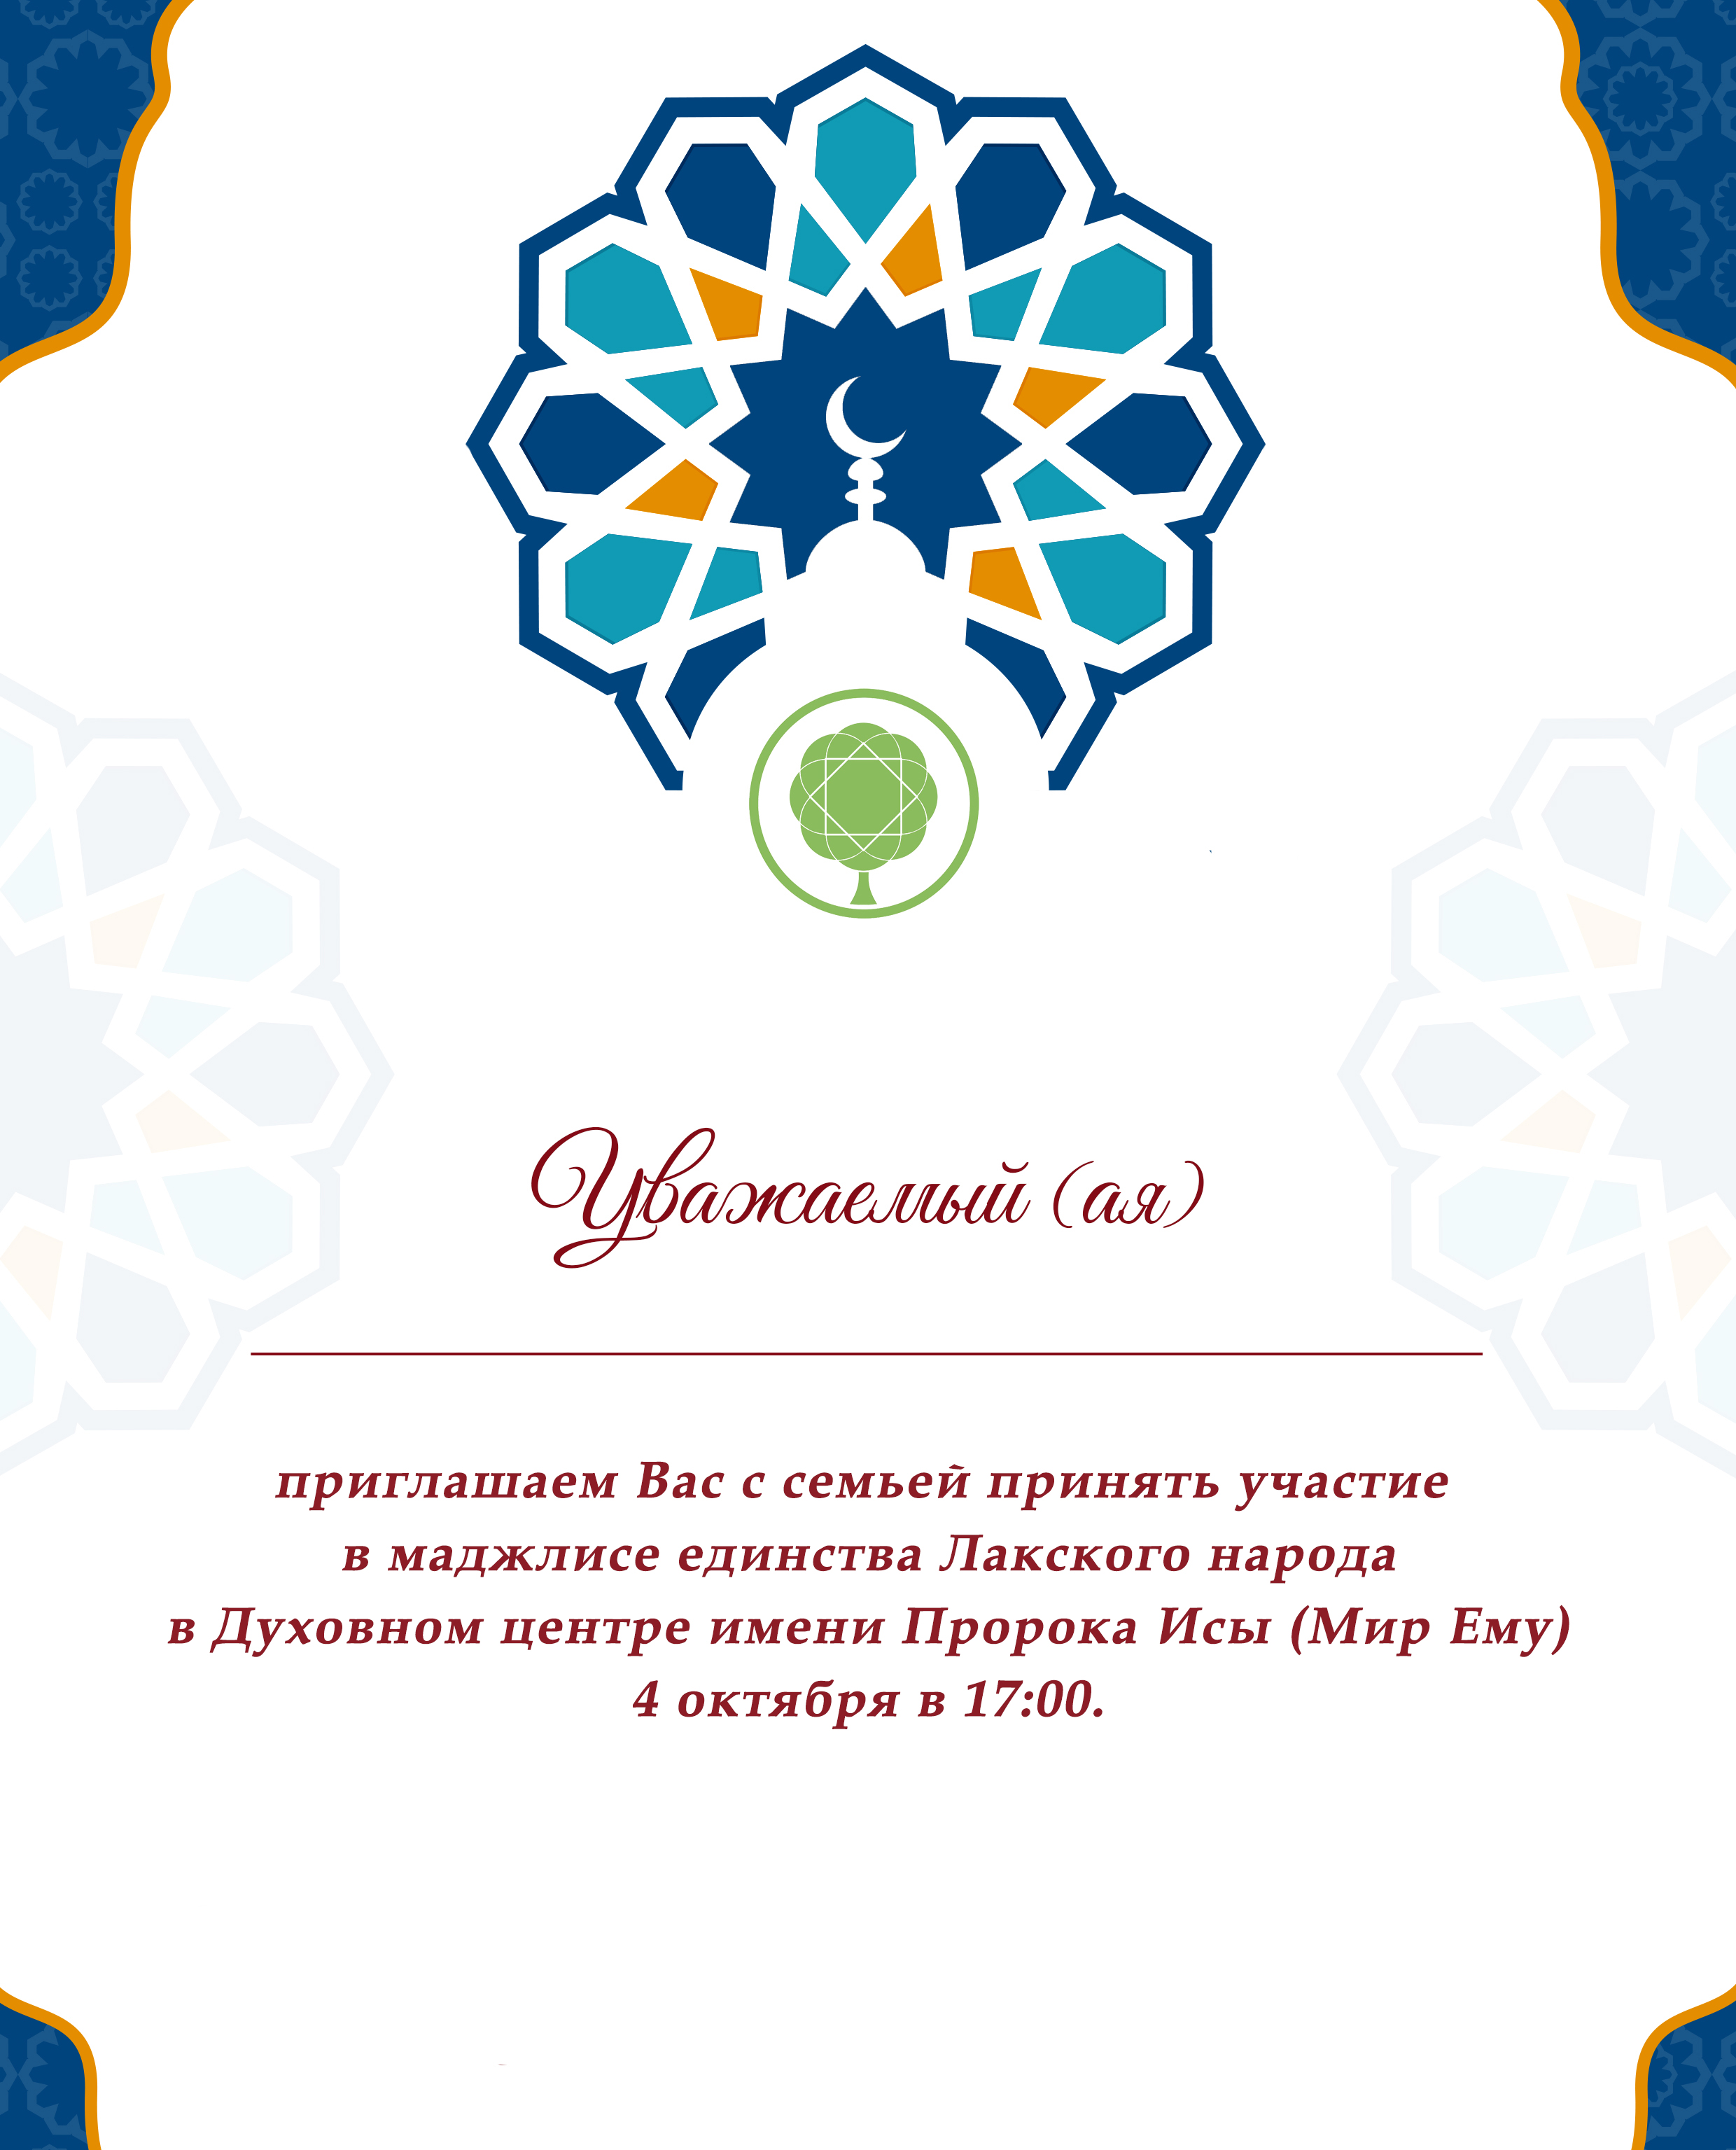 Уважаемый (ая)
приглашаем Вас с семьей принять участие
в маджлисе единства Лакского народа
в Духовном центре имени Пророка Исы (Мир Ему)
4 октября в 17:00.